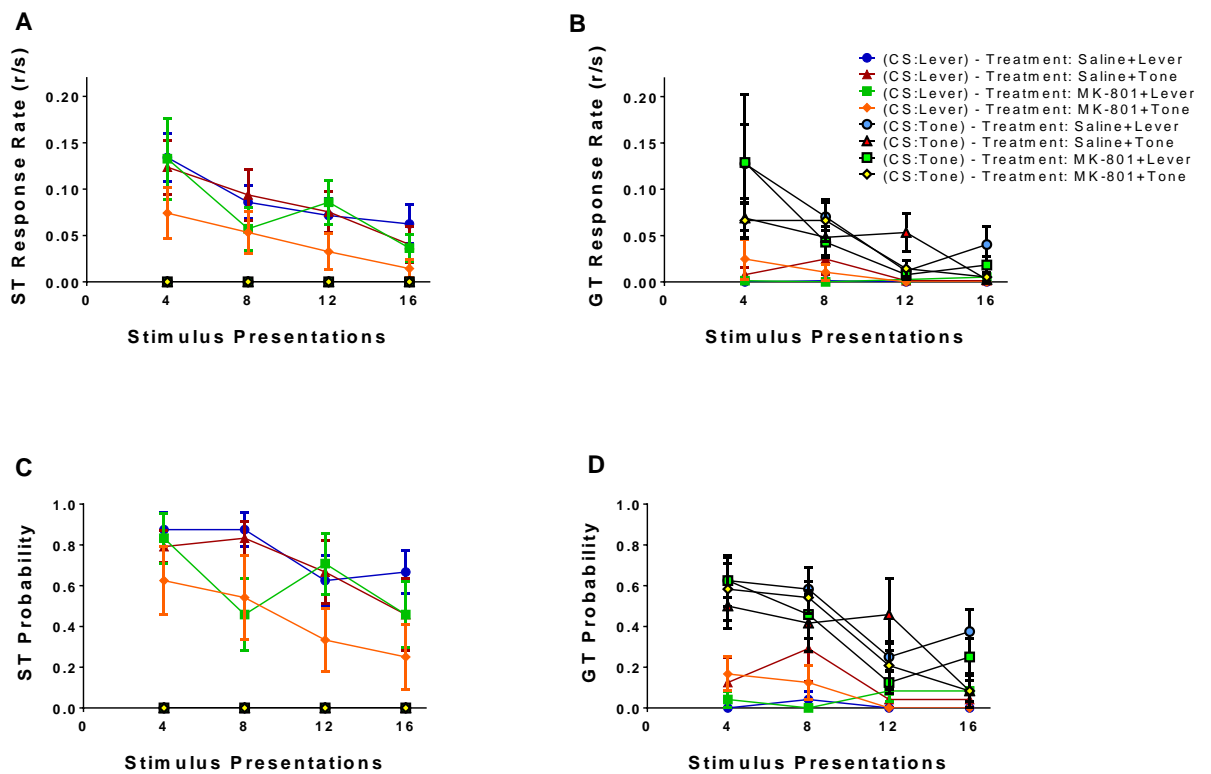 A
B
ST Response Rate (r/s)
0.20
0.15
0.10
0.05
0.00
0
4
8
12
16
Stimulus Presentations
GT Response Rate (r/s)
0.20
0.15
0.10
0.05
0.00
0
4
8
12
16
Stimulus Presentations
(CS:Lever) - Treatment: Saline+Lever
(CS:Lever) - Treatment: Saline+Tone
(CS:Lever) - Treatment: MK-801+Lever
(CS:Lever) - Treatment: MK-801+Tone
(CS:Tone) - Treatment: Saline+Lever
(CS:Tone) - Treatment: Saline+Tone
(CS:Tone) - Treatment: MK-801+Lever
(CS:Tone) - Treatment: MK-801+Tone
C
D
ST Probability
1.0
0.8
0.6
0.4
0.2
0.0
0
4
8
12
16
Stimulus Presentations
GT Probability
1.0
0.8
0.6
0.4
0.2
0.0
0
4
8
12
16
Stimulus Presentations